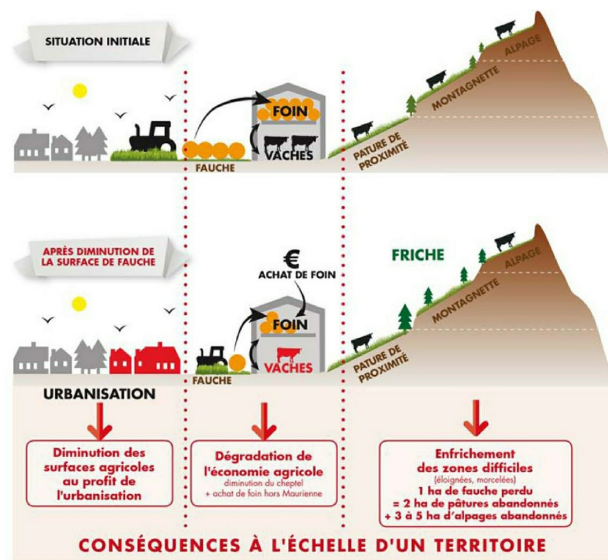 SITUATION INITIALE
FOIN
VACHES
FAUCHE
PATURE DE
PROXIMITÉ
MONTAGNETTE
ALPAGE
APRÈS DIMINUTION DE
LA SURFACE DE FAUCHE
€
ACHAT DE FOIN
FRICHE
FOIN
VACHES
FAUCHE
PATURE DE
PROXIMITÉ
MONTAGNETTE
ALPAGE
URBANISATION
Diminution des
surfaces agricoles
au profit de
l'urbanisation
Dégradation de
l'économie agricole
diminution du cheptel
+ achat de foin hors Maurienne
Enfrichement
des zones difficiles
(éloignées, morcelées)
1 ha de fauche perdu
= 2 ha de pâtures abandonnés
+ 3 à 5 ha d'alpages abandonnés
CONSÉQUENCES À L'ÉCHELLE D'UN TERRITOIRE